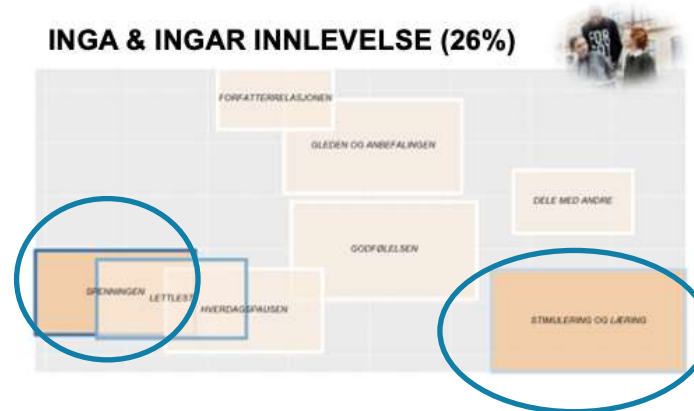 INGA & INGAR INNLEVELSE (26%)
FORFATTERRELASJONEN
GLEDEN OG ANBEFALINGEN
DELE MED ANDRE
GODFØLELSEN
SPENNINGEN
LETTLEST
HVERDAGSPAUSEN
STIMULERING OG LÆRING